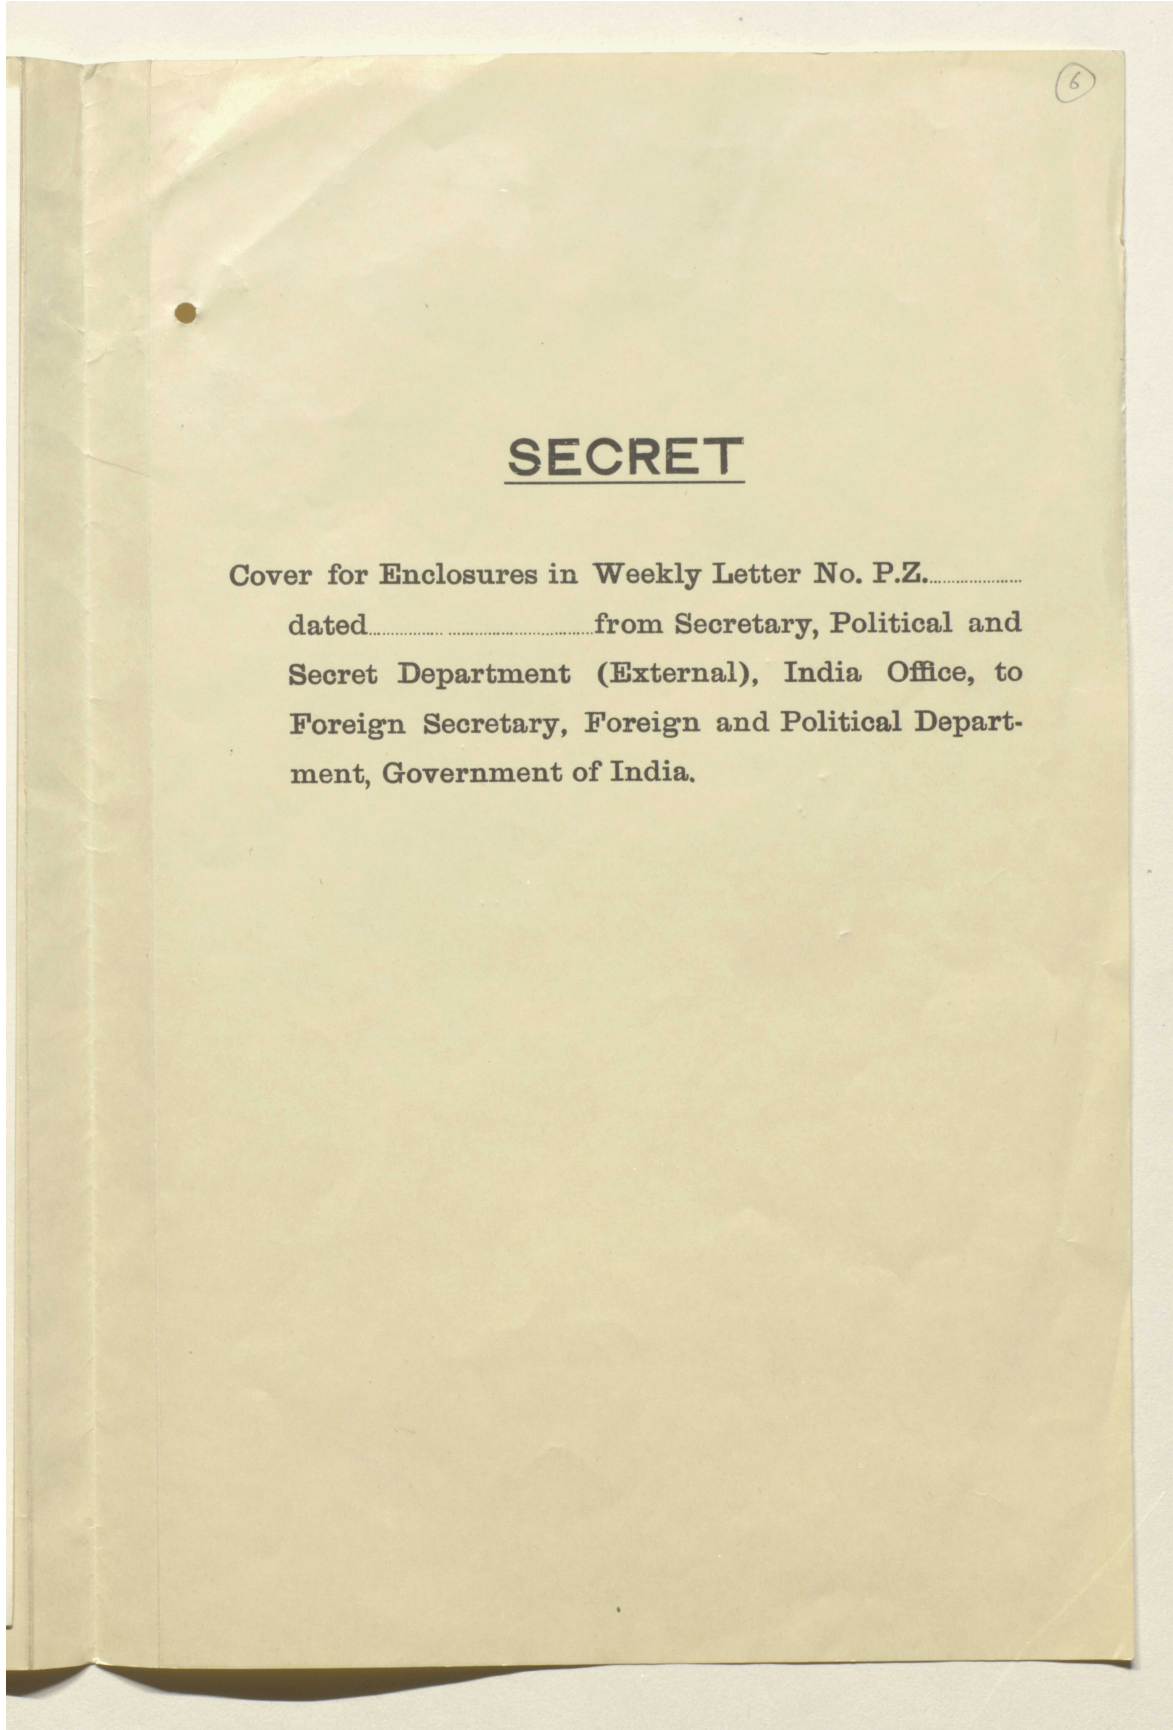 6
SECRET
Cover for Enclosures in Weekly Letter No. P.Z.....................
dated.............. ............................from Secretary, Political and
Secret Department (External), India Office, to
Foreign Secretary, Foreign and Political Depart-
ment, Government of India.